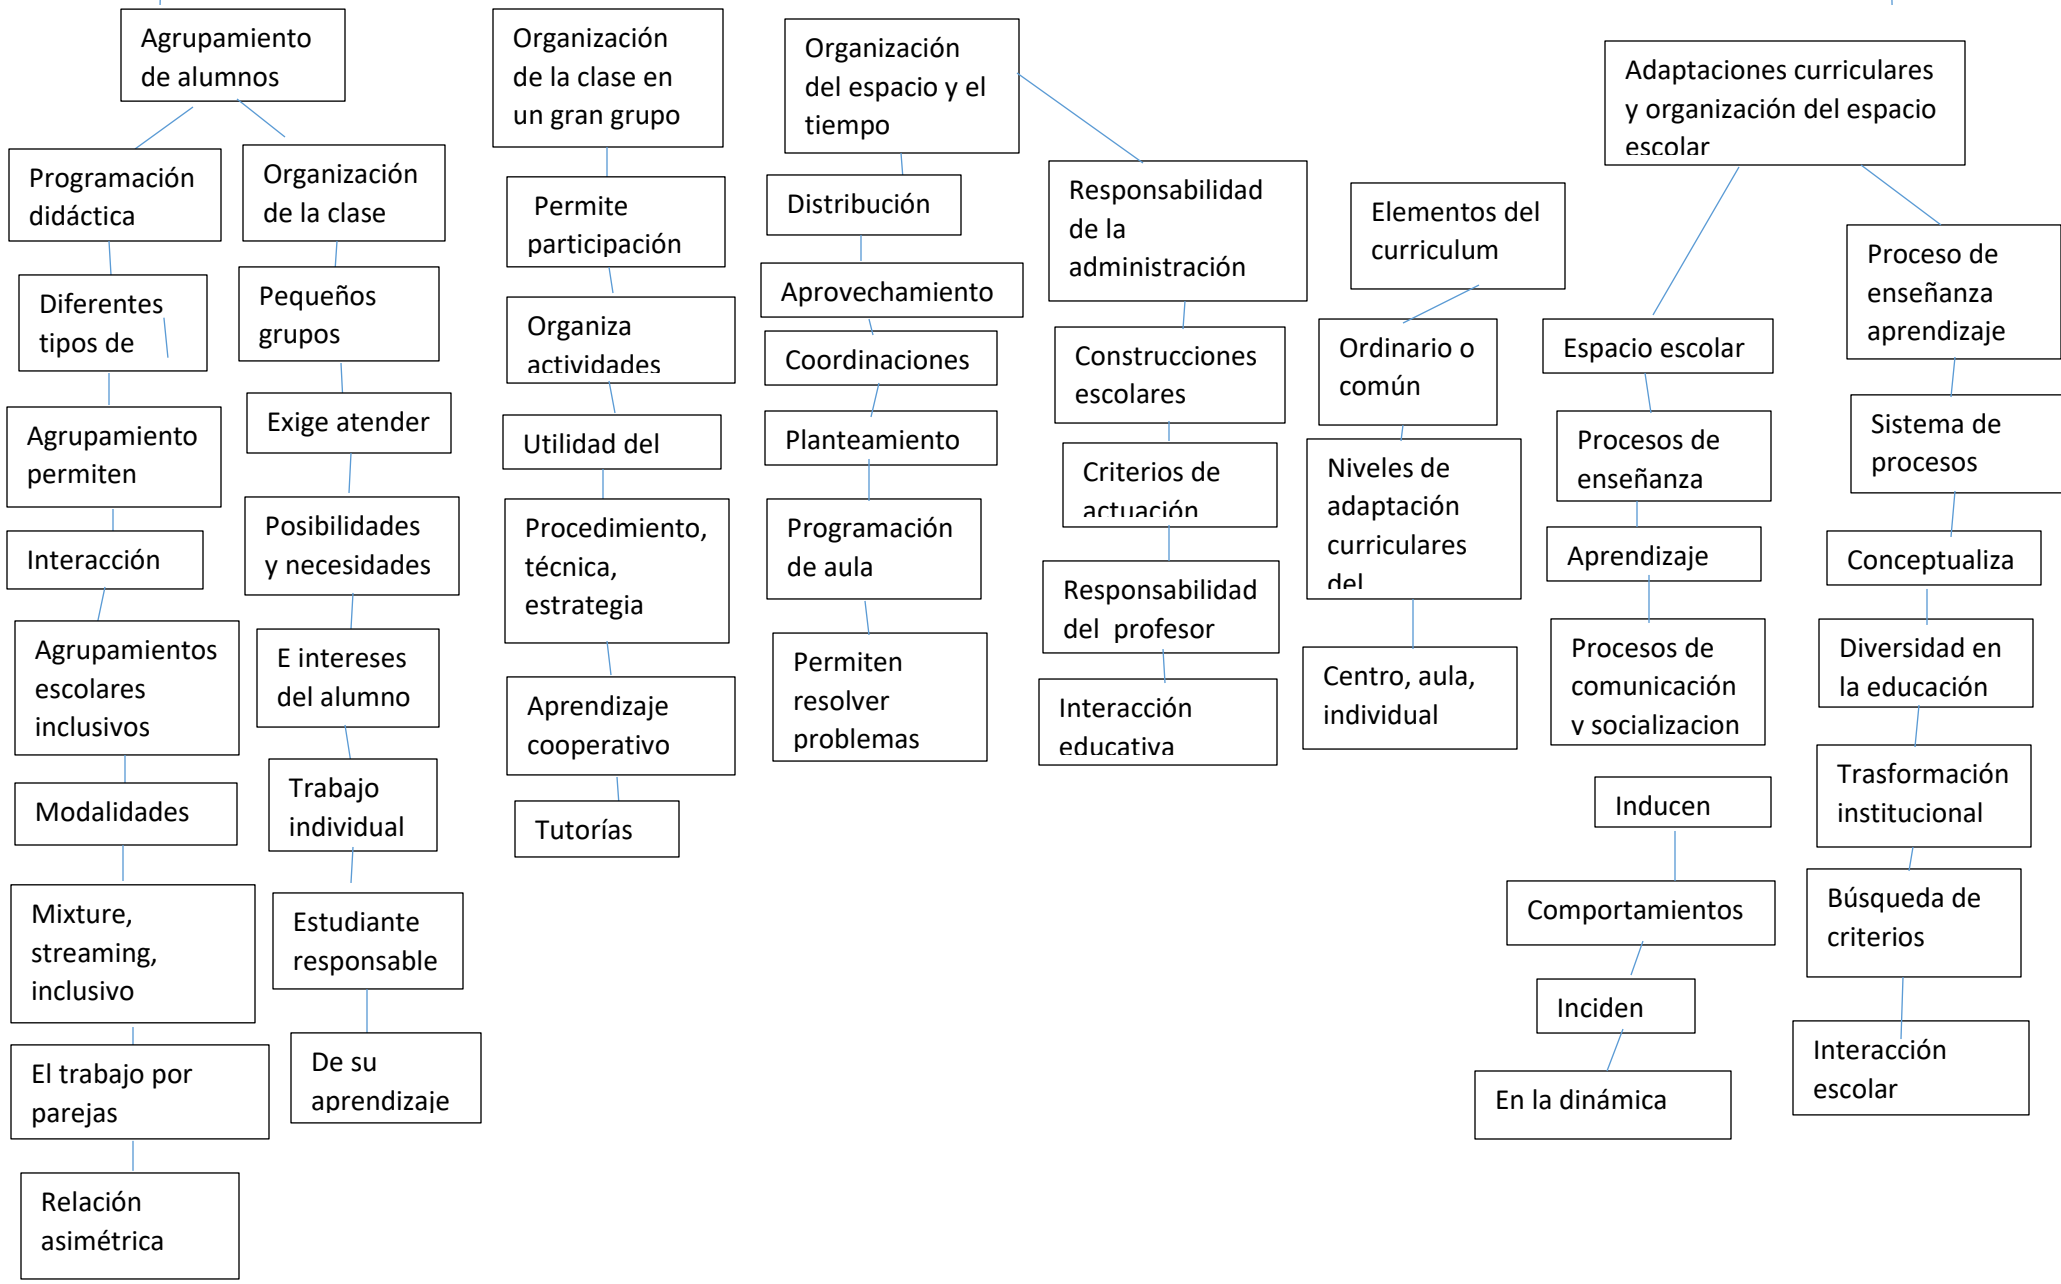 Agrupamiento
de alumnos
Programación
didáctica
Diferentes
tipos de
Agrupamiento
permiten
Interacción
Agrupamientos
escolares
inclusivos
Modalidades
Mixture,
streaming,
inclusivo
El trabajo por
parejas
Relación
asimétrica
Organización
de la clase
Pequeños
grupos
Exige atender
Posibilidades
y necesidades
E intereses
del alumno
Trabajo
individual
Estudiante
responsable
De su
aprendizaje
Organización
de la clase en
un gran grupo
Permite
participación
Organiza
actividades
Utilidad del
Procedimiento,
técnica,
estrategia
Aprendizaje
cooperativo
Tutorías
Organización
del espacio y el
tiempo
Distribución
Aprovechamiento
Coordinaciones
Planteamiento
Programación
de aula
Permiten
resolver
problemas
Responsabilidad
de la
administración
Construcciones
escolares
Criterios de
actuación
Responsabilidad
del profesor
Interacción
educativa
Elementos del
curriculum
Ordinario o
común
Niveles de
adaptación
curriculares
del
Centro, aula,
individual
Adaptaciones curriculares
y organización del espacio
escolar
Espacio escolar
Procesos de
enseñanza
Aprendizaje
Procesos de
comunicación
y socializacion
Inducen
Comportamientos
Inciden
En la dinámica
Proceso de
enseñanza
aprendizaje
Sistema de
procesos
Conceptualiza
Diversidad en
la educación
Trasformación
institucional
Búsqueda de
criterios
Interacción
escolar